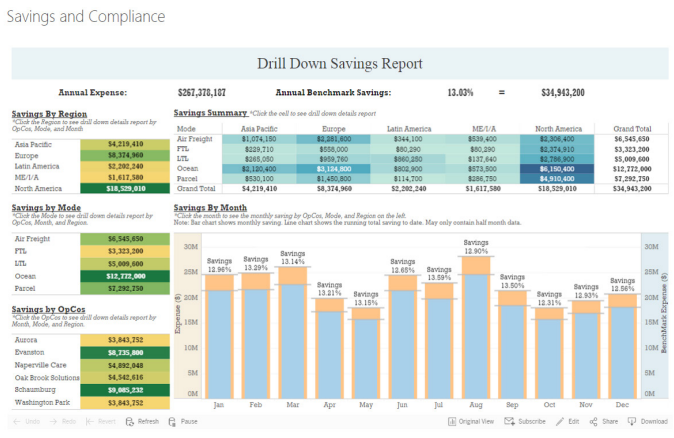 Savings and Compliance
Drill Down Savings Report
Annual Expense: $267,378,187 Annual Benchmark Savings: 13.03% = $34,943,200
Savings By Region
*Click the Region to see drill down details report by
OpCos, Mode, and Month
Asia Pacific $4,219,410
Europe $8,374,960
Latin America $2,202,240
ME/I/A $1,617,580
North America $18,529,010
Savings Summary *Click the cell to see drill down details report
Mode Asia Pacific Europe Latin America ME/I/A North America Grand Total
Air Freight $1,074,150 $2,281,600 $344,100 $539,400 $2,306,400 $6,545,650
FTL $229,710 $558,000 $80,290 $80,290 $2,374,910 $3,323,200
LTL $265,050 $959,760 $860,250 $137,640 $2,786,900 $5,009,600
Ocean $2,120,400 $3,124,800 $802,900 $573,500 $6,150,400 $12,772,000
Parcel $530,100 $1,450,800 $114,700 $286,750 $4,910,400 $7,292,750
Grand Total $4,219,410 $8,374,960 $2,202,240 $1,617,580 $18,529,010 $34,943,200
Savings by Mode
*Click the Mode to see drill down details report by
OpCos, Month, and Region.
Air Freight $6,545,650
FTL $3,323,200
LTL $5,009,600
Ocean $12,772,000
Parcel $7,292,750
Savings by OpCos
*Click the OpCos to see drill down details report by
Month, Mode, and Region.
Aurora $3,843,752
Evanston $8,735,800
Naperville Care $4,892,048
Oak Brook Solutions $4,542,616
Schaumburg $9,085,232
Washington Park $3,843,752
Savings By Month
*Click the month to see the monthly saving by OpCos, Mode, and Region on the left.
Note: Bar chart shows monthly saving. Line chart shows the running total saving to date. May only contain half month data.
Expense ($)
30M
25M
20M
15M
10M
5M
0M
Savings
12.96%
Savings
13.29%
Savings
13.14%
Savings
13.21%
Savings
13.15%
Savings
12.65%
Savings
13.59%
Savings
12.90%
Savings
13.50%
Savings
12.31%
Savings
12.93%
Savings
12.56%
30M
25M
20M
15M
10M
5M
0M
BenchMark Expense ($)
Jan Feb Mar Apr May Jun Jul Aug Sep Oct Nov Dec
Undo Redo Revert Refresh Pause Original View Subscribe Edit Share Download